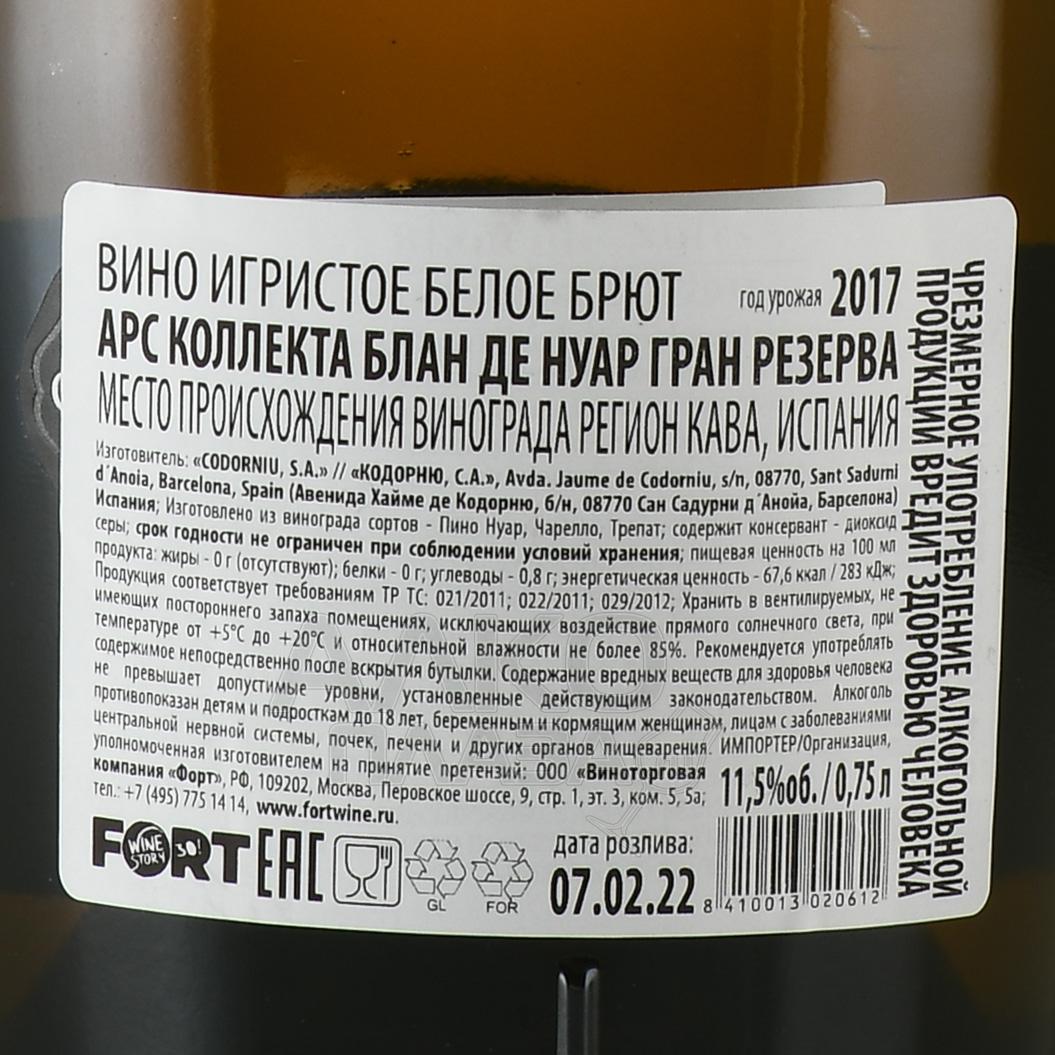 ВИНО ИГРИСТОЕ БЕЛОЕ БРЮТ год урожая 2017
АРС КОЛЛЕКТА БЛАН ДЕ НУАР ГРАН РЕЗЕРВА
МЕСТО ПРОИСХОЖДЕНИЯ ВИНОГРАДА РЕГИОН КАВА, ИСПАНИЯ
Изготовитель: «CODORNIU, S.A.» // «КОДОРНЮ, С.А.», Avda. Jaume de Codorniu, s/n, 08770, Sant Sadurni
d´Anoia, Barcelona, Spain (Авенида Хайме де Кодорню, б/н, 08770 Сан Садурни д´Анойа, Барселона)
Испания; Изготовлено из винограда сортов - Пино Нуар, Чарелло, Трепат; содержит консервант - диоксид
серы; срок годности не ограничен при соблюдении условий хранения; пищевая ценность на 100 мл
продукта: жиры - 0 г (отсутствуют); белки - 0 г; углеводы - 0,8 г; энергетическая ценность - 67,6 ккал / 283 кДж;
Продукция соответствует требованиям ТР ТС: 021/2011; 022/2011; 029/2012; Хранить в вентилируемых, не
имеющих постороннего запаха помещениях, исключающих воздействие прямого солнечного света, при
температуре от +5°С до +20°С и относительной влажности не более 85%. Рекомендуется употреблять
содержимое непосредственно после вскрытия бутылки. Содержание вредных веществ для здоровья человека
не превышает допустимые уровни, установленные действующим законодательством. Алкоголь
противопоказан детям и подросткам до 18 лет, беременным и кормящим женщинам, лицам с заболеваниями
центральной нервной системы, почек, печени и других органов пищеварения. ИМПОРТЕР/Организация,
уполномоченная изготовителем на принятие претензий: ООО «Виноторговая
компания «Форт», РФ, 109202, Москва, Перовское шоссе, 9, стр. 1, эт. 3, ком. 5, 5а;
тел.: +7 (495) 775 14 14, www.fortwine.ru.
11,5%об. / 0,75 л
FORT WINE STORY 30! EAC
GL
FOR
дата розлива:
07.02.22
8 410013 020612
ЧРЕЗМЕРНОЕ УПОТРЕБЛЕНИЕ АЛКОГОЛЬНОЙ
ПРОДУКЦИИ ВРЕДИТ ЗДОРОВЬЮ ЧЕЛОВЕКА